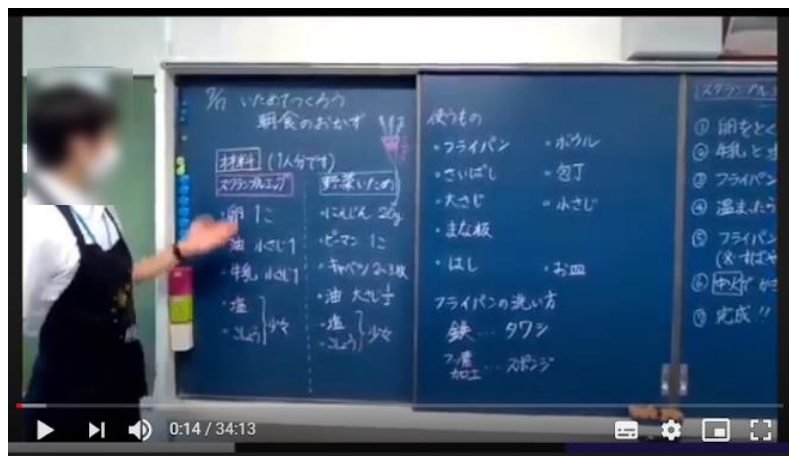 9/17 いためてつくろう
朝食のおかず
材料 (1人分です)
スクランブルエッグ
・卵 1こ
・油 小さじ1
・牛乳 小さじ1
・塩
・こしょう 少々
野菜いため
・にんじん 20g
・ピーマン 1こ
・キャベツ 2~3枚
・油 大さじ1/2
・塩
・こしょう 少々
使うもの
・フライパン
・さいばし
・大さじ
・まな板
・はし
・ボウル
・包丁
・小さじ
・お皿
フライパンの洗い方
鉄…タワシ
フッ素加工…スポンジ
スクランブルエ
① 卵をとく
② 牛乳と
③ フライパン
④ 温まったら
⑤ フライパン
⑥ 中火で
⑦ 完成!!
0:14 / 34:13